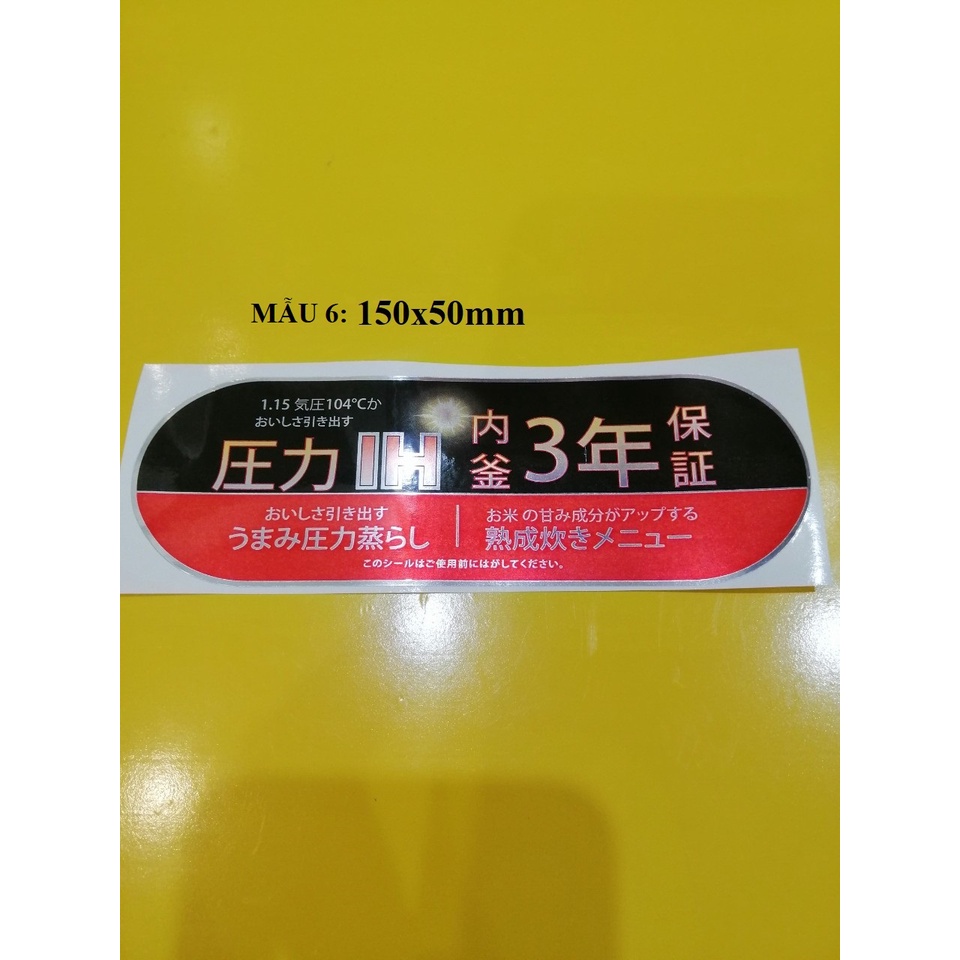 MẪU 6: 150x50mm
1.15 気圧104℃か
おいしさ引き出す
圧力IH
内釜3年保証
おいしさ引き出す
うまみ圧力蒸らし
お米 の甘み成分がアップする
熟成炊きメニュー
このシールはご使用前にはがしてください。